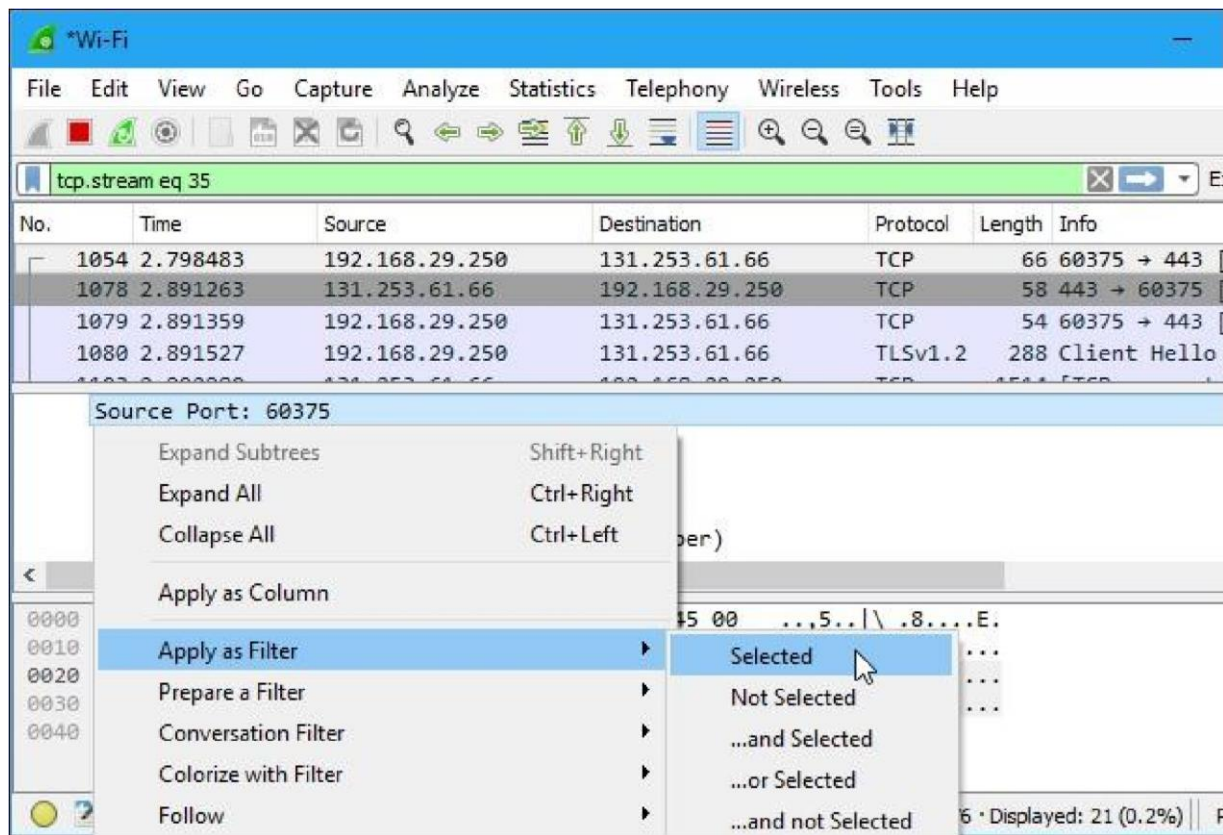 *Wi-Fi
File Edit View Go Capture Analyze Statistics Telephony Wireless Tools Help
tcp.stream eq 35
No. Time Source Destination Protocol Length Info
1054 2.798483 192.168.29.250 131.253.61.66 TCP 66 60375 → 443 [
1078 2.891263 131.253.61.66 192.168.29.250 TCP 58 443 → 60375 [
1079 2.891359 192.168.29.250 131.253.61.66 TCP 54 60375 → 443 [
1080 2.891527 192.168.29.250 131.253.61.66 TLSv1.2 288 Client Hello
Source Port: 60375
Expand Subtrees Shift+Right
Expand All Ctrl+Right
Collapse All Ctrl+Left
ber)
Apply as Column
0000 45 00 ..,5..|\ .8....E.
0010 Apply as Filter Selected ...
0020 ...
Prepare a Filter Not Selected
0030 ...
0040 Conversation Filter ...and Selected
Colorize with Filter ...or Selected
Follow ...and not Selected 6 · Displayed: 21 (0.2%)